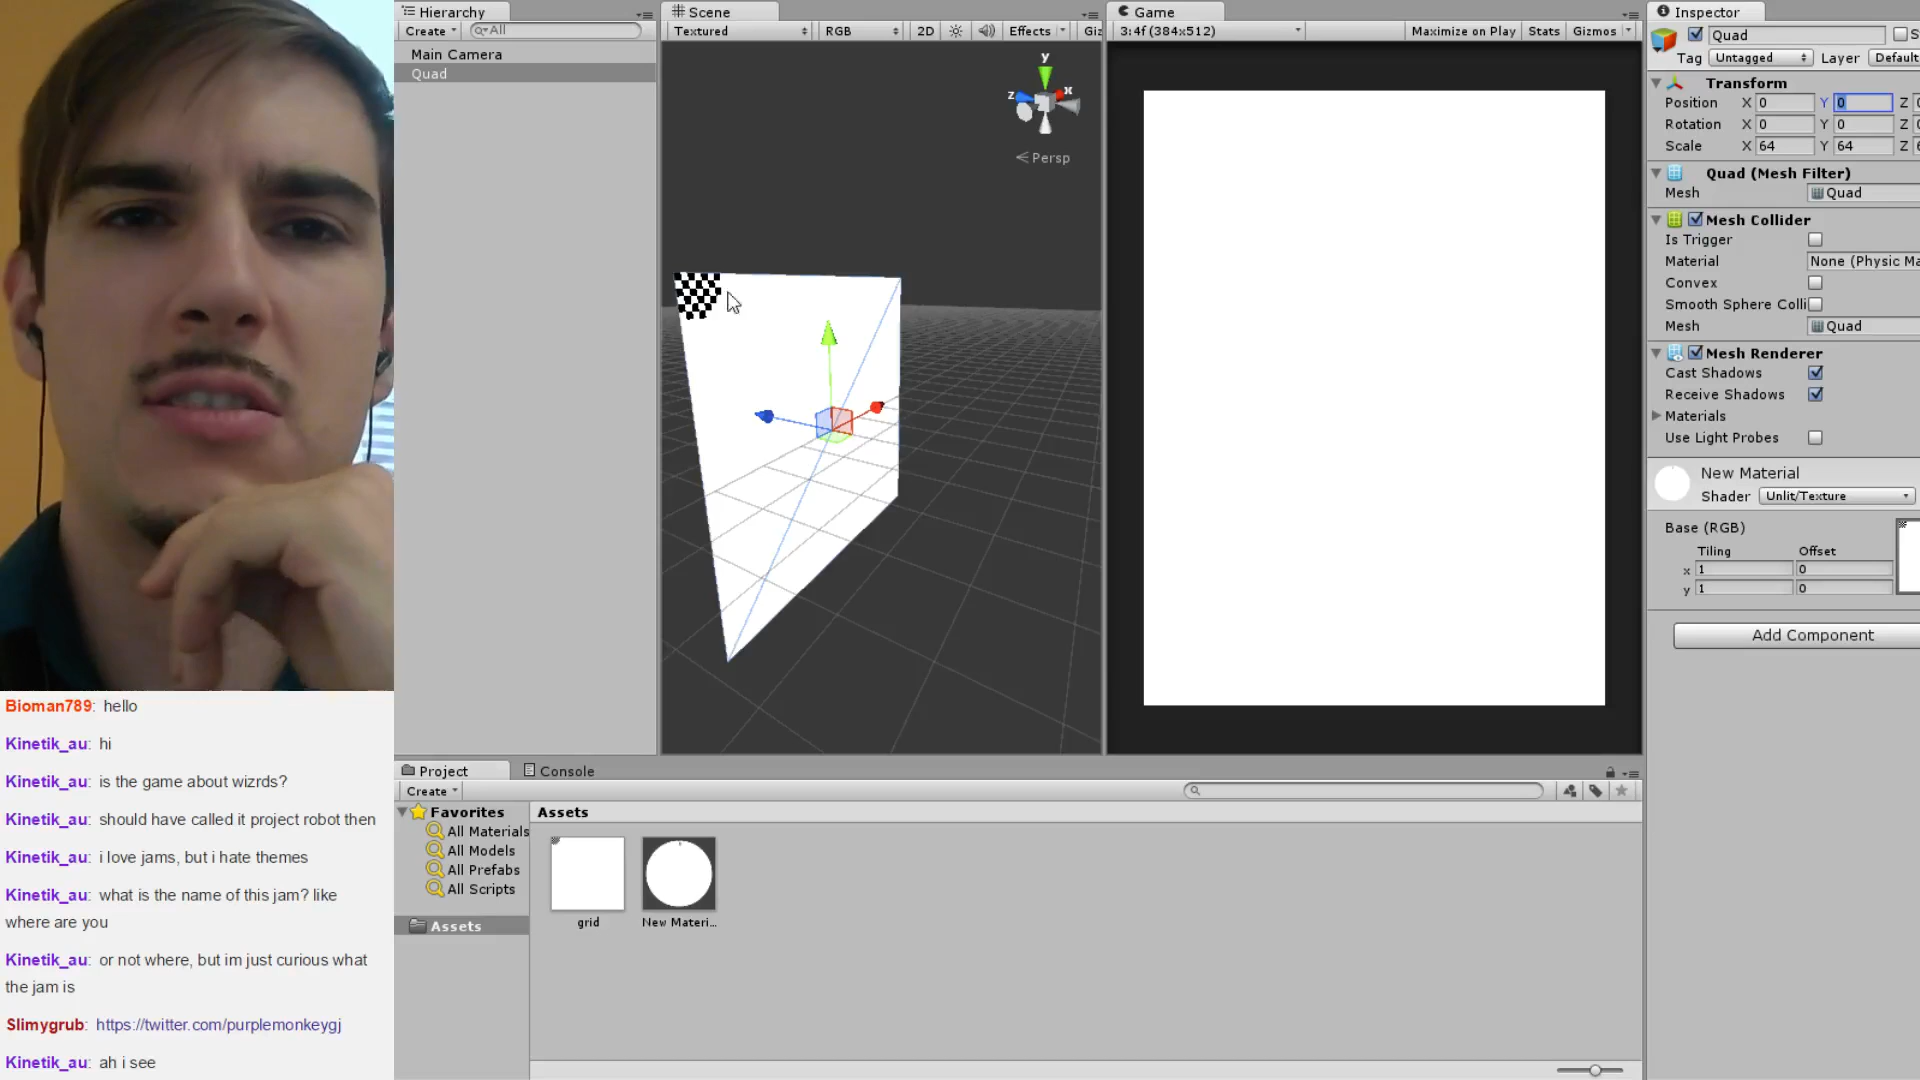 Hierarchy
Create
All
Main Camera
Quad
Scene
Textured
RGB
2D
Effects
Giz
y
z
x
Persp
Game
3:4f (384x512)
Maximize on Play
Stats
Gizmos
Inspector
Quad
S
Tag
Untagged
Layer
Default
Transform
Position X 0 Y 0 Z
Rotation X 0 Y 0 Z
Scale X 64 Y 64 Z
Quad (Mesh Filter)
Mesh Quad
Mesh Collider
Is Trigger
Material None (Physic Ma
Convex
Smooth Sphere Colli
Mesh Quad
Mesh Renderer
Cast Shadows
Receive Shadows
Materials
Use Light Probes
New Material
Shader Unlit/Texture
Base (RGB)
Tiling Offset
x 1 0
y 1 0
Add Component
Bioman789: hello
Kinetik_au: hi
Kinetik_au: is the game about wizrds?
Kinetik_au: should have called it project robot then
Kinetik_au: i love jams, but i hate themes
Kinetik_au: what is the name of this jam? like
where are you
Kinetik_au: or not where, but im just curious what
the jam is
Slimygrub: https://twitter.com/purplemonkeygj
Kinetik_au: ah i see
Project
Console
Create
Favorites
All Materials
All Models
All Prefabs
All Scripts
Assets
Assets
grid
New Materi...